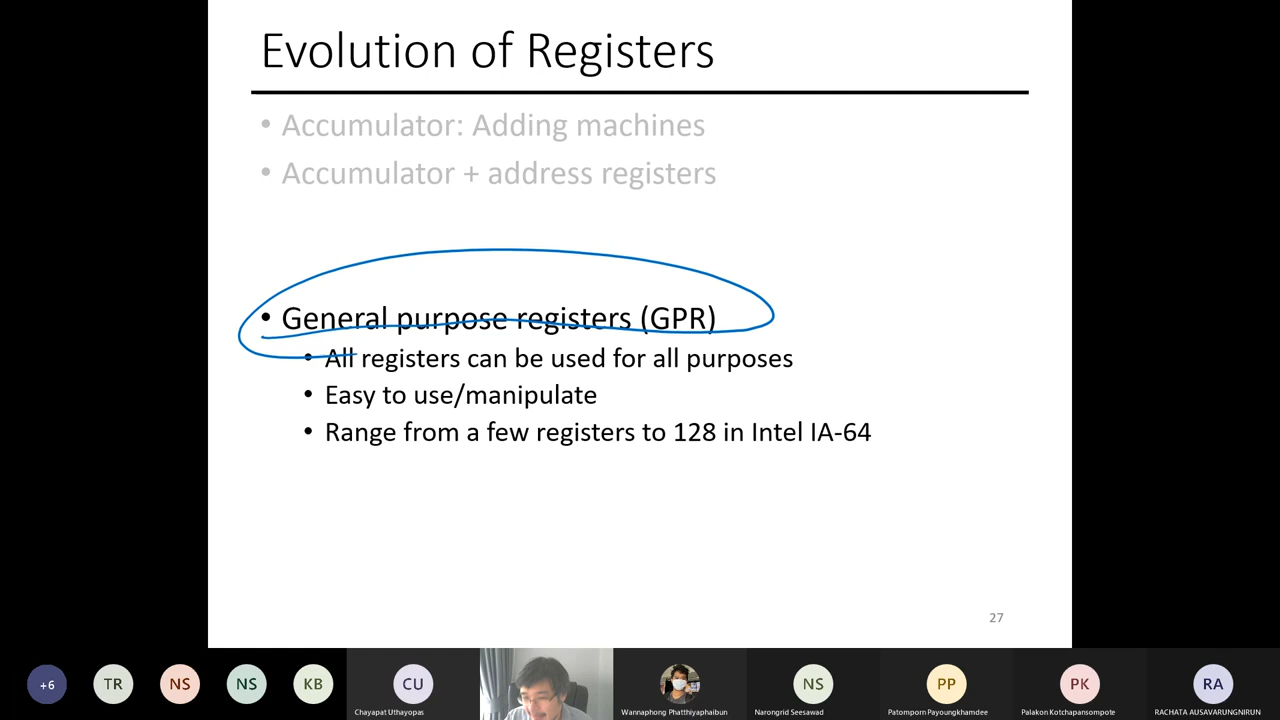 Evolution of Registers
• Accumulator: Adding machines
• Accumulator + address registers
• General purpose registers (GPR)
• All registers can be used for all purposes
• Easy to use/manipulate
• Range from a few registers to 128 in Intel IA-64
27
+6
TR
NS
NS
KB
CU
NS
PP
PK
RA
Chayapat Uthayopas
Wannaphong Phatthiyaphaibun
Narongrid Seesawad
Patomporn Payoungkhamdee
Palakon Kotchapansompote
RACHATA AUSAVARUNGNIRUN